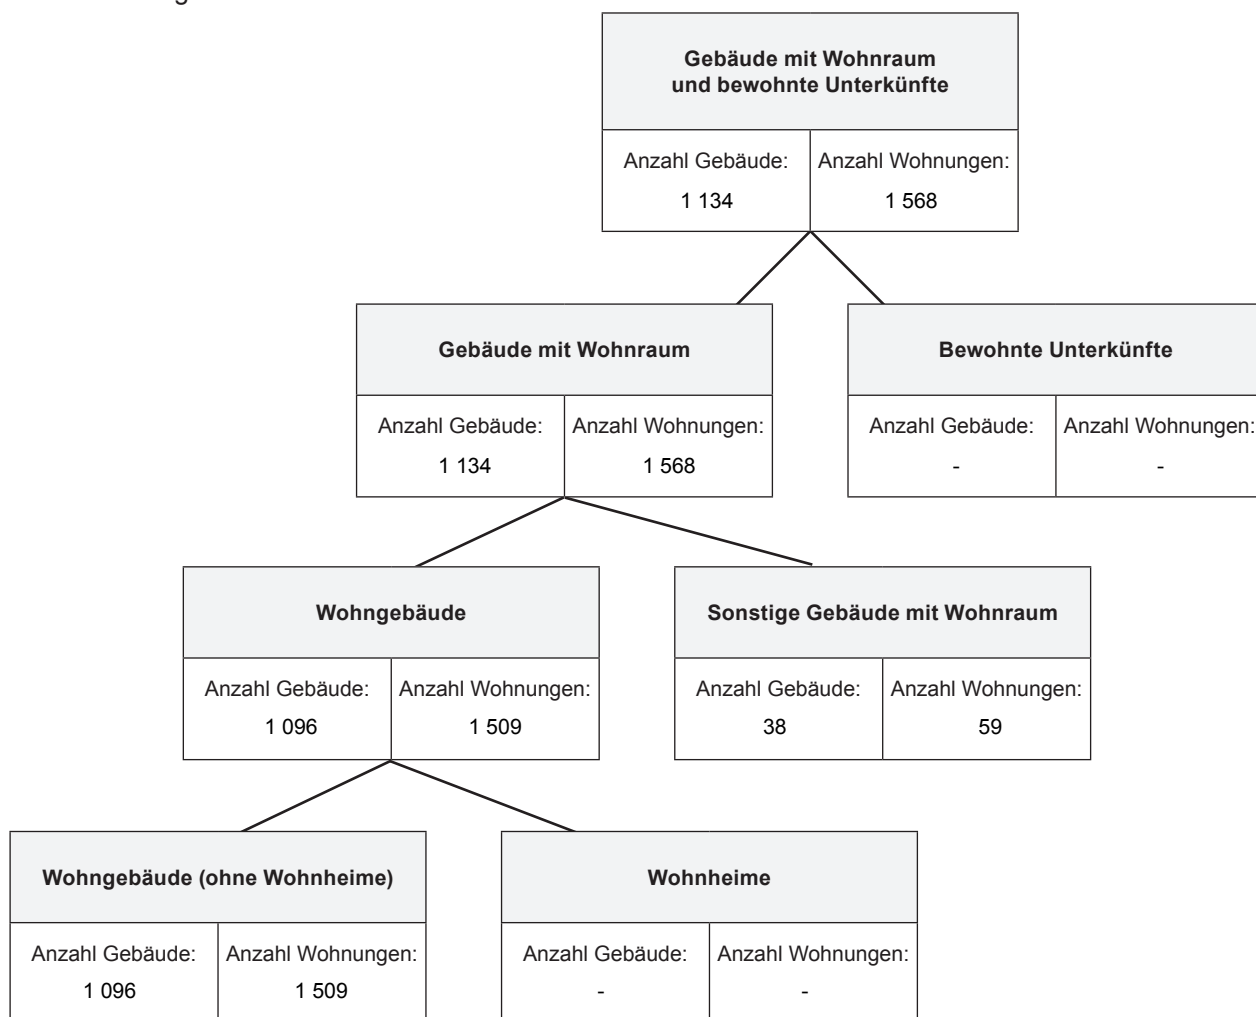 Gebäude mit Wohnraum
und bewohnte Unterkünfte
Anzahl Gebäude: Anzahl Wohnungen:
1 134 1 568
Gebäude mit Wohnraum
Anzahl Gebäude: Anzahl Wohnungen:
1 134 1 568
Bewohnte Unterkünfte
Anzahl Gebäude: Anzahl Wohnungen:
- -
Wohngebäude
Anzahl Gebäude: Anzahl Wohnungen:
1 096 1 509
Sonstige Gebäude mit Wohnraum
Anzahl Gebäude: Anzahl Wohnungen:
38 59
Wohngebäude (ohne Wohnheime)
Anzahl Gebäude: Anzahl Wohnungen:
1 096 1 509
Wohnheime
Anzahl Gebäude: Anzahl Wohnungen:
- -